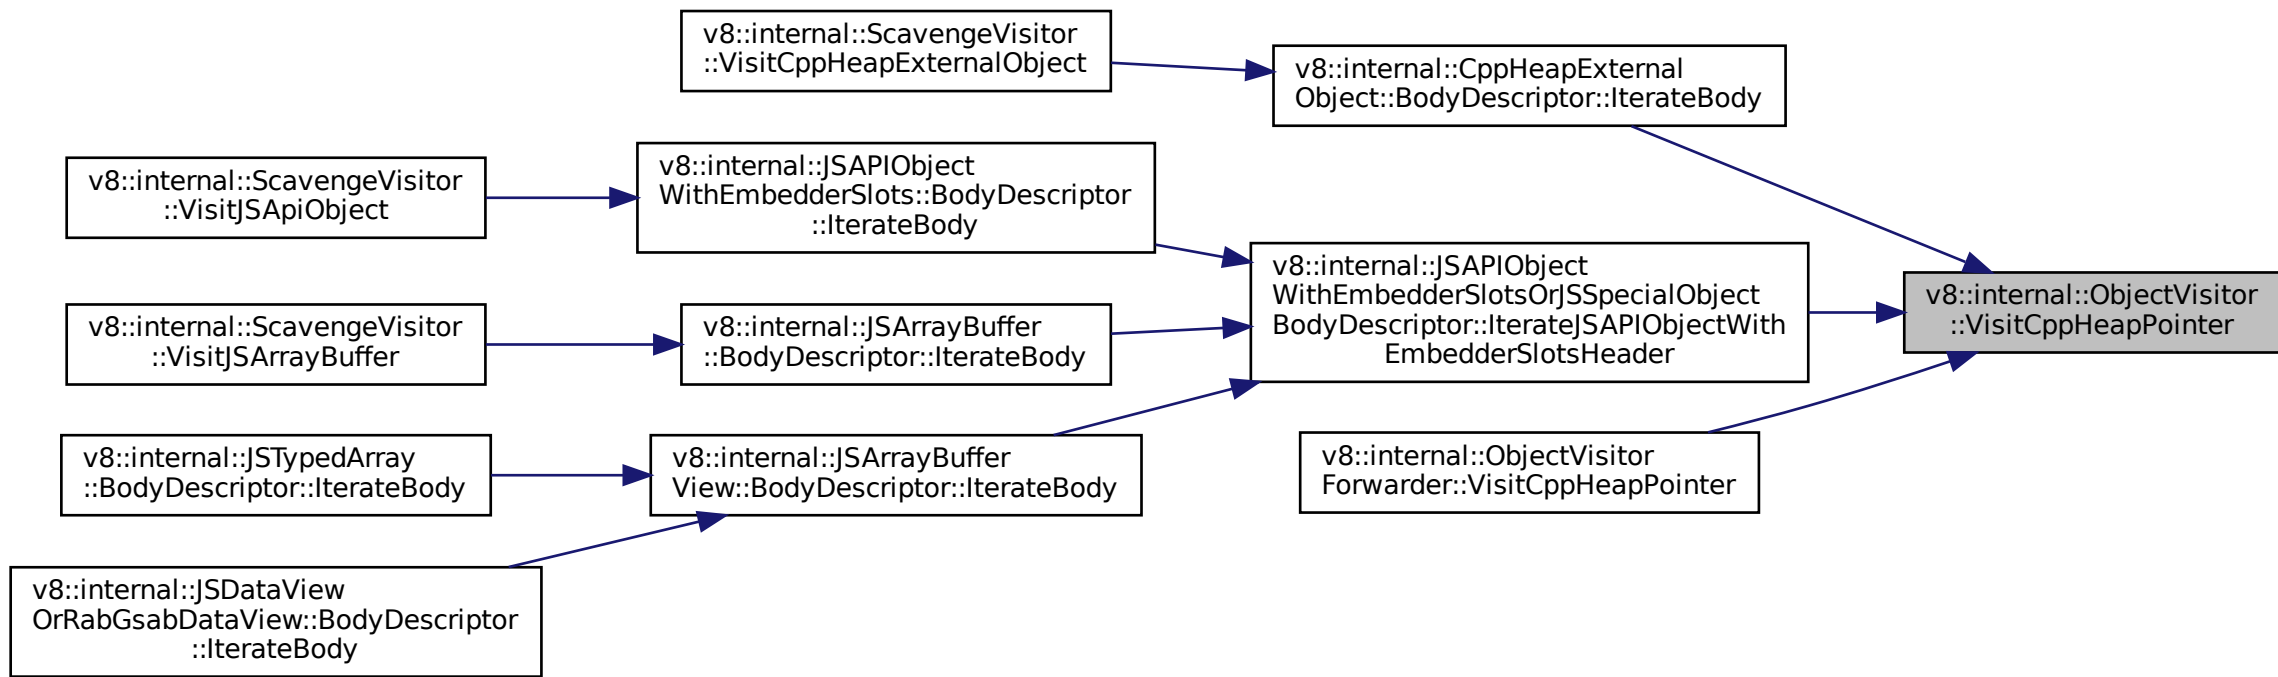 v8::internal::ScavengeVisitor
::VisitCppHeapExternalObject
v8::internal::CppHeapExternal
Object::BodyDescriptor::IterateBody
v8::internal::ScavengeVisitor
::VisitJSApiObject
v8::internal::JSAPIObject
WithEmbedderSlots::BodyDescriptor
::IterateBody
v8::internal::JSAPIObject
WithEmbedderSlotsOrJSSpecialObject
BodyDescriptor::IterateJSAPIObjectWith
EmbedderSlotsHeader
v8::internal::ObjectVisitor
::VisitCppHeapPointer
v8::internal::ScavengeVisitor
::VisitJSArrayBuffer
v8::internal::JSArrayBuffer
::BodyDescriptor::IterateBody
v8::internal::JSTypedArray
::BodyDescriptor::IterateBody
v8::internal::JSArrayBuffer
View::BodyDescriptor::IterateBody
v8::internal::ObjectVisitor
Forwarder::VisitCppHeapPointer
v8::internal::JSDataView
OrRabGsabDataView::BodyDescriptor
::IterateBody